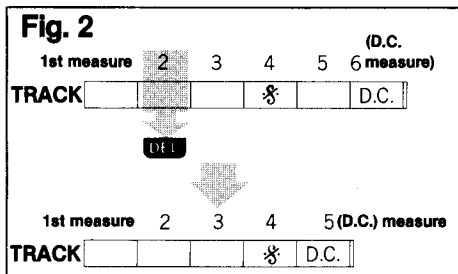 Fig. 2
(D.C.
1st measure 2 3 4 5 6 measure)
TRACK 𝄋 D.C.
DEL
1st measure 2 3 4 5 (D.C.) measure
TRACK 𝄋 D.C.